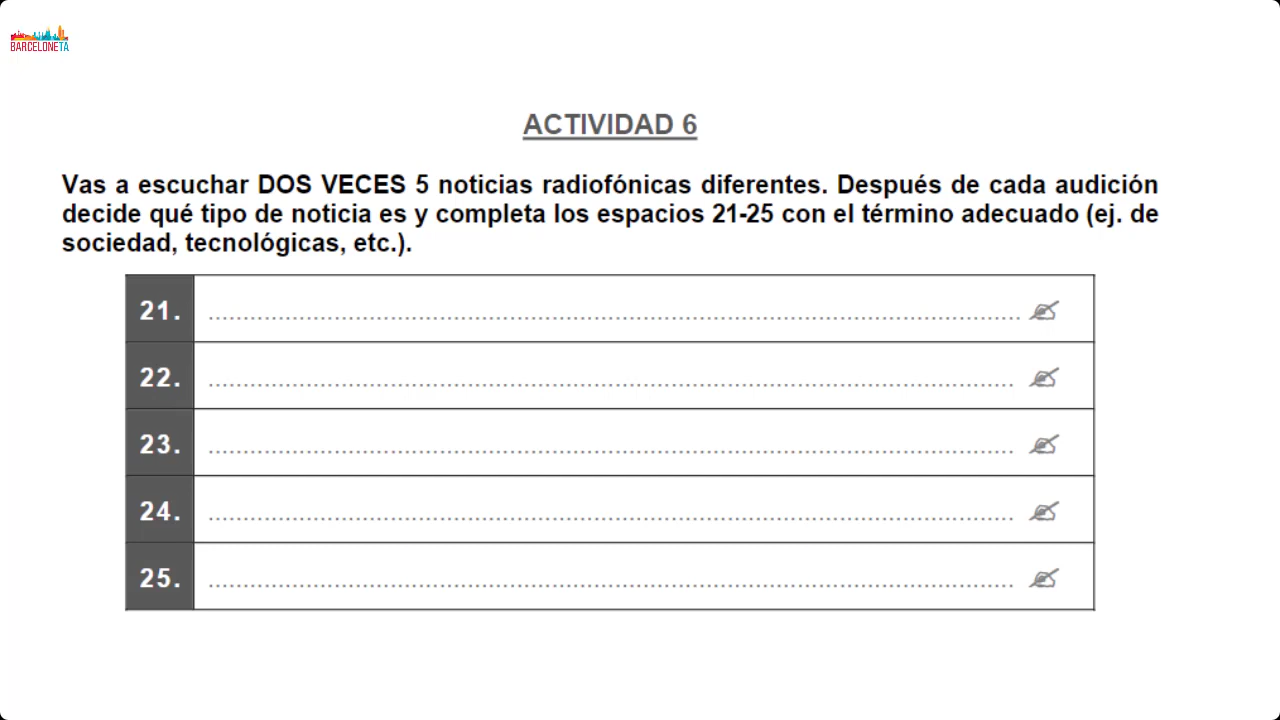 BARCELONETA
ACTIVIDAD 6
Vas a escuchar DOS VECES 5 noticias radiofónicas diferentes. Después de cada audición
decide qué tipo de noticia es y completa los espacios 21-25 con el término adecuado (ej. de
sociedad, tecnológicas, etc.).
21. ....................................................................................................................
22. ...................................................................................................................
23. ...................................................................................................................
24. ...................................................................................................................
25. ...................................................................................................................